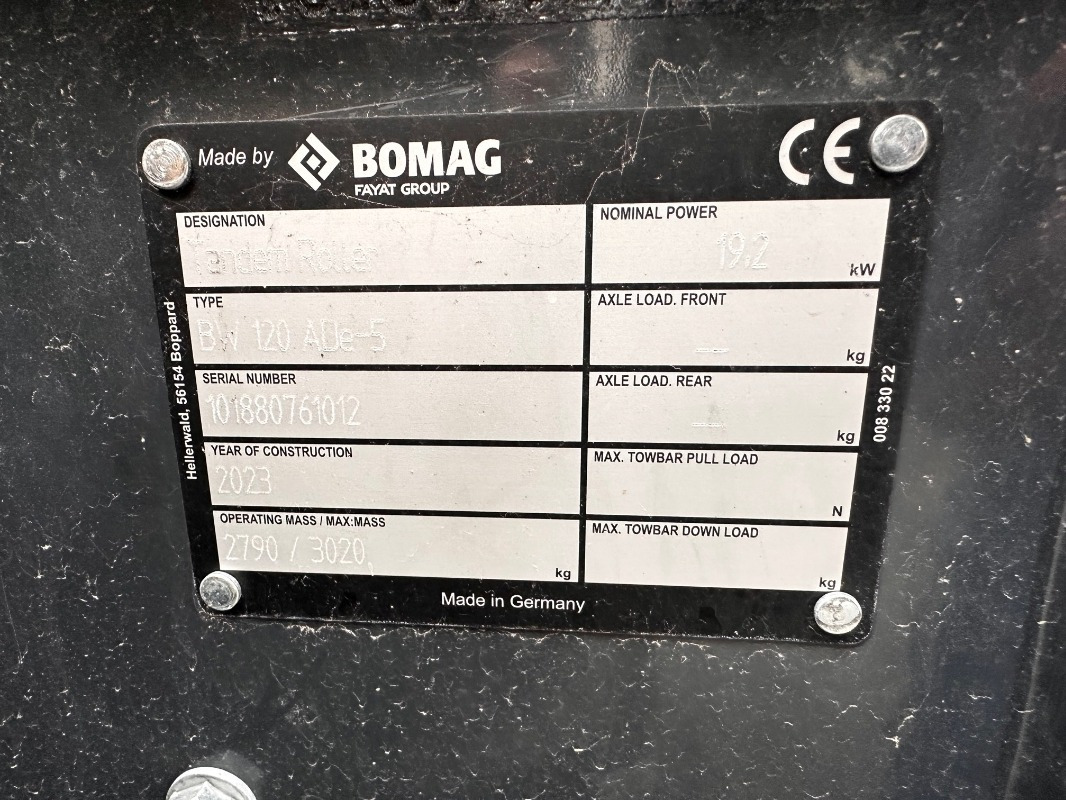 Made by BOMAG CE
FAYAT GROUP
DESIGNATION
Tandem Roller
NOMINAL POWER
19,2 kW
TYPE
BW 120 ADe-5
AXLE LOAD. FRONT
— kg
SERIAL NUMBER
101880761012
AXLE LOAD. REAR
— kg
YEAR OF CONSTRUCTION
2023
MAX. TOWBAR PULL LOAD
N
OPERATING MASS / MAX:MASS
2790 / 3020 kg
MAX. TOWBAR DOWN LOAD
kg
Made in Germany
Hellerwald, 56154 Boppard
008 330 22